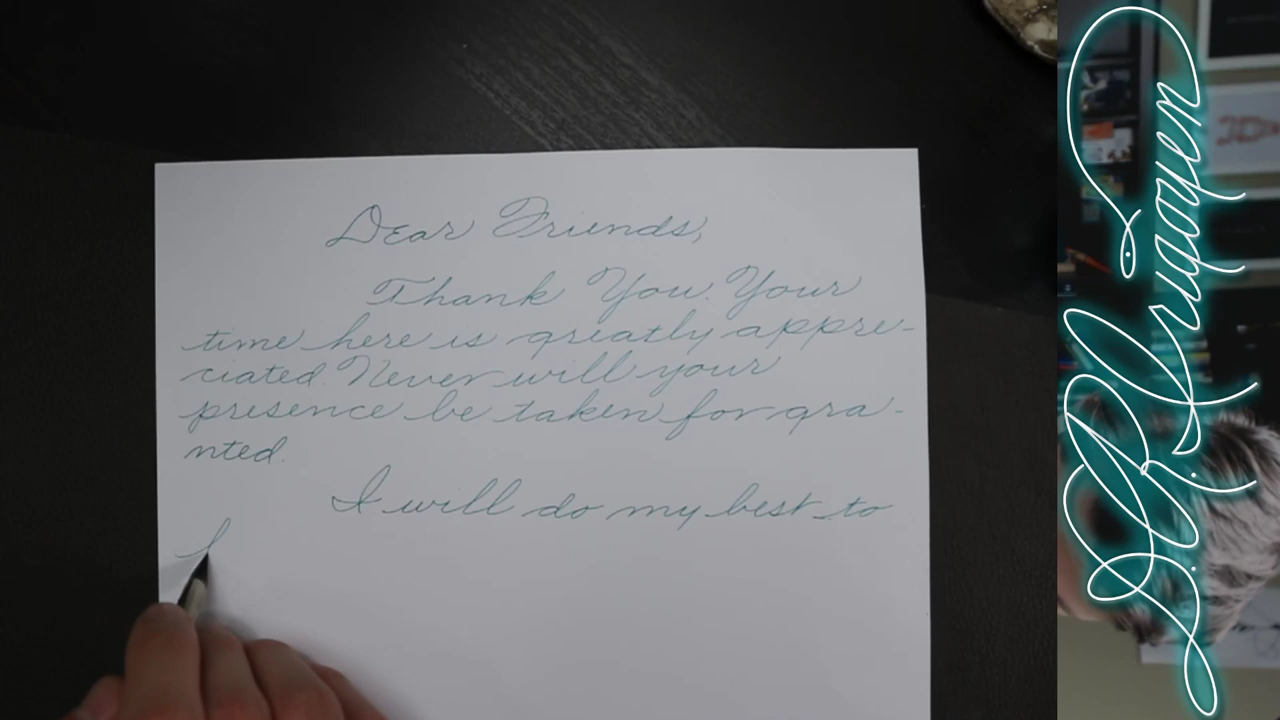 Dear Friends,
Thank You. Your
time here is greatly appre-
ciated. Never will your
presence be taken for gra-
nted.
I will do my best to
D.R. Irigoyen